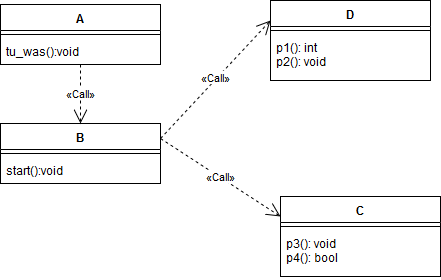 A
tu_was():void
«Call»
B
start():void
D
p1(): int
p2(): void
«Call»
«Call»
C
p3(): void
p4(): bool